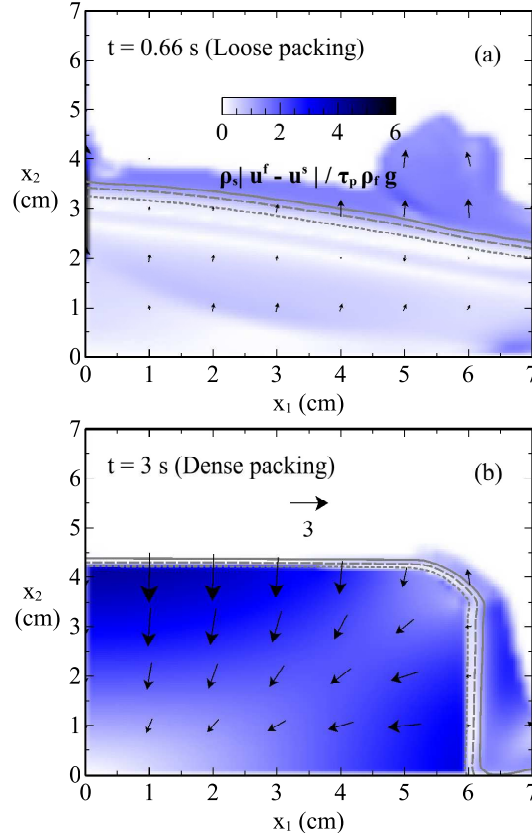 7
t = 0.66 s (Loose packing)
(a)
6
5
0 2 4 6
4
x₂
ρₛ| uᶠ - uˢ | / τₚ ρ_f g
(cm)
3
2
1
0
0 1 2 3 4 5 6 7
x₁ (cm)
7
t = 3 s (Dense packing)
(b)
6
5
3
x₂
4
(cm)
3
2
1
0
0 1 2 3 4 5 6 7
x₁ (cm)